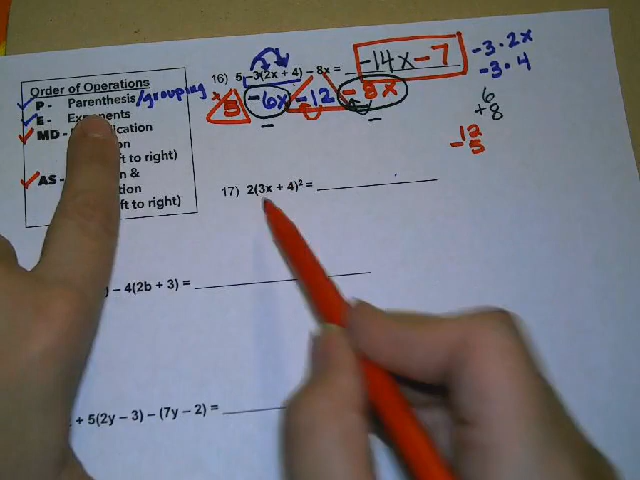 Order of Operations
P - Parenthesis/grouping
E - Exponents
MD -
left to right)
AS - &
left to right)
16) 5 -3(2x + 4) - 8x = -14x - 7
5 -6x -12 -8x
- -
-3·2x
-3·4
6
+8
12
-5
17) 2(3x + 4)² =
- 4(2b + 3) =
+ 5(2y - 3) - (7y - 2) =